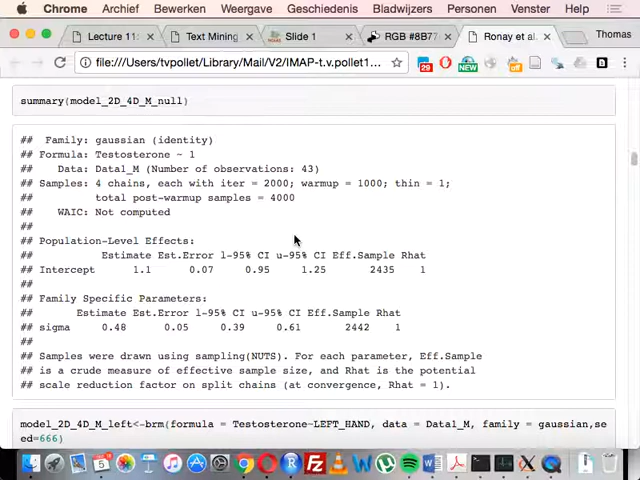 Chrome Archief Bewerken Weergave Geschiedenis Bladwijzers Personen Venster Help
Lecture 11: Text Mining Slide 1 RGB #8B77 Ronay et al. Thomas
file:///Users/tvpollet/Library/Mail/V2/IMAP-t.v.pollet1... 29 NEW off
summary(model_2D_4D_M_null)
## Family: gaussian (identity)
## Formula: Testosterone ~ 1
## Data: Data1_M (Number of observations: 43)
## Samples: 4 chains, each with iter = 2000; warmup = 1000; thin = 1;
## total post-warmup samples = 4000
## WAIC: Not computed
##
## Population-Level Effects:
## Estimate Est.Error l-95% CI u-95% CI Eff.Sample Rhat
## Intercept 1.1 0.07 0.95 1.25 2435 1
##
## Family Specific Parameters:
## Estimate Est.Error l-95% CI u-95% CI Eff.Sample Rhat
## sigma 0.48 0.05 0.39 0.61 2442 1
##
## Samples were drawn using sampling(NUTS). For each parameter, Eff.Sample
## is a crude measure of effective sample size, and Rhat is the potential
## scale reduction factor on split chains (at convergence, Rhat = 1).
model_2D_4D_M_left<-brm(formula = Testosterone~LEFT_HAND, data = Data1_M, family = gaussian,se
ed=666)
5